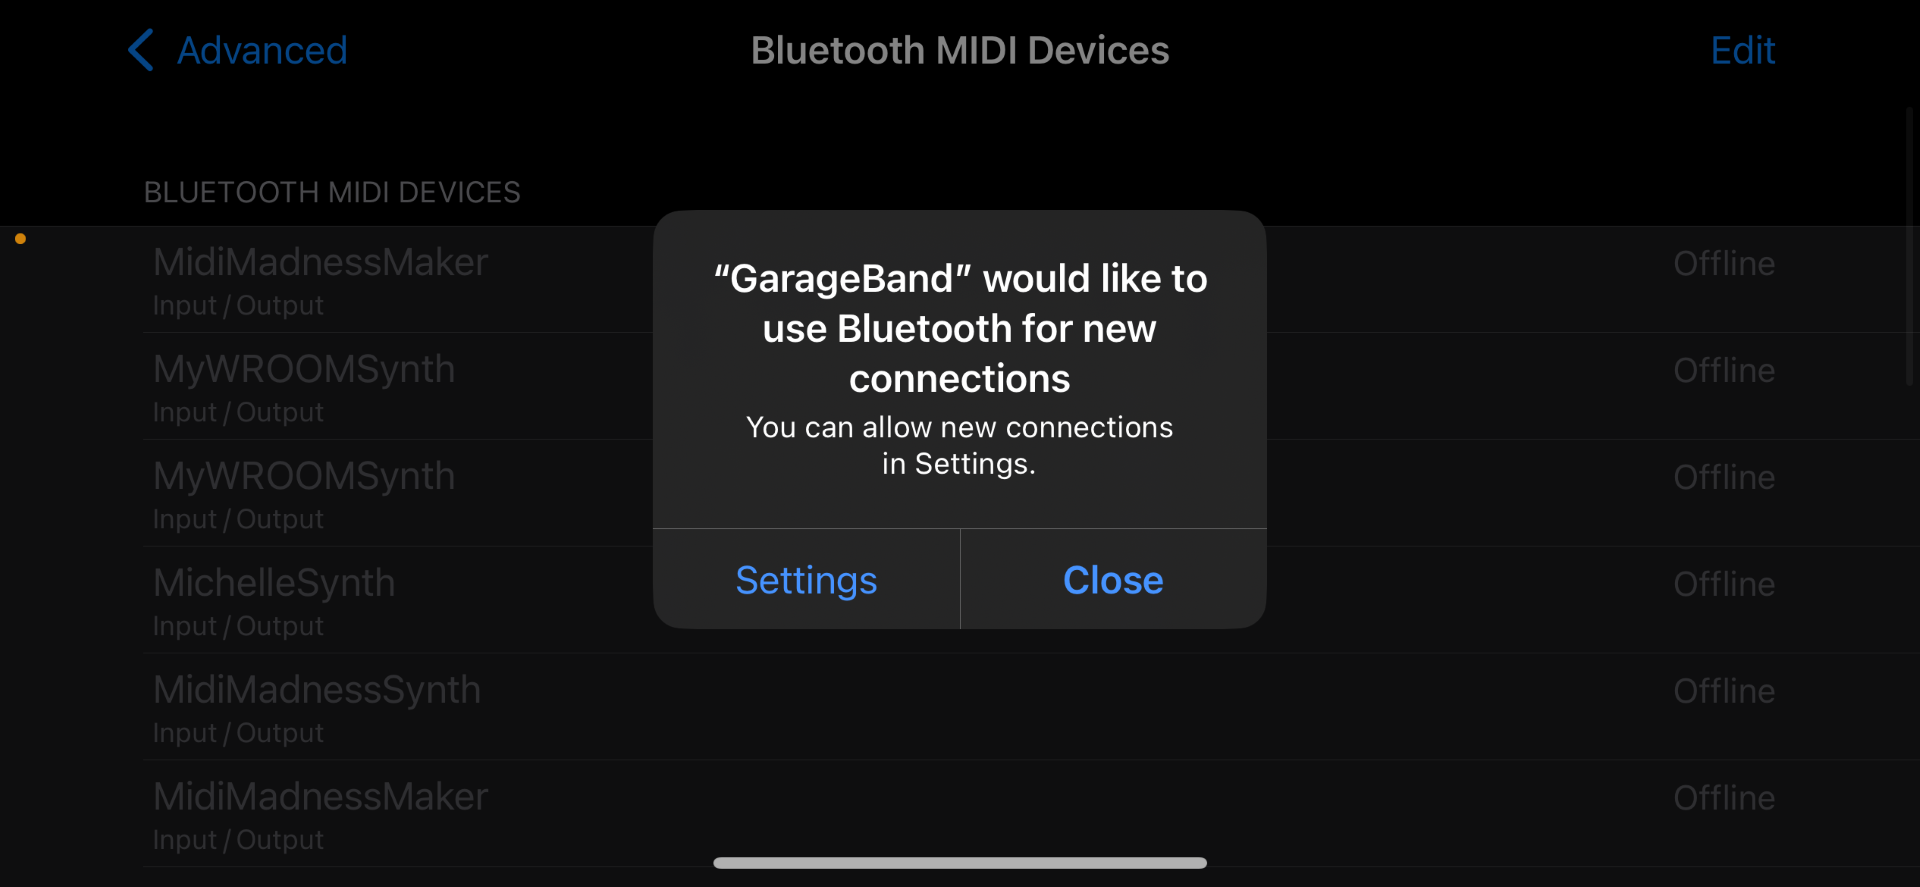 Advanced
Bluetooth MIDI Devices
Edit
BLUETOOTH MIDI DEVICES
MidiMadnessMaker
Input / Output
Offline
MyWROOMSynth
Input / Output
Offline
MyWROOMSynth
Input / Output
Offline
MichelleSynth
Input / Output
Offline
MidiMadnessSynth
Input / Output
Offline
MidiMadnessMaker
Input / Output
Offline
“GarageBand” would like to
use Bluetooth for new
connections
You can allow new connections
in Settings.
Settings
Close